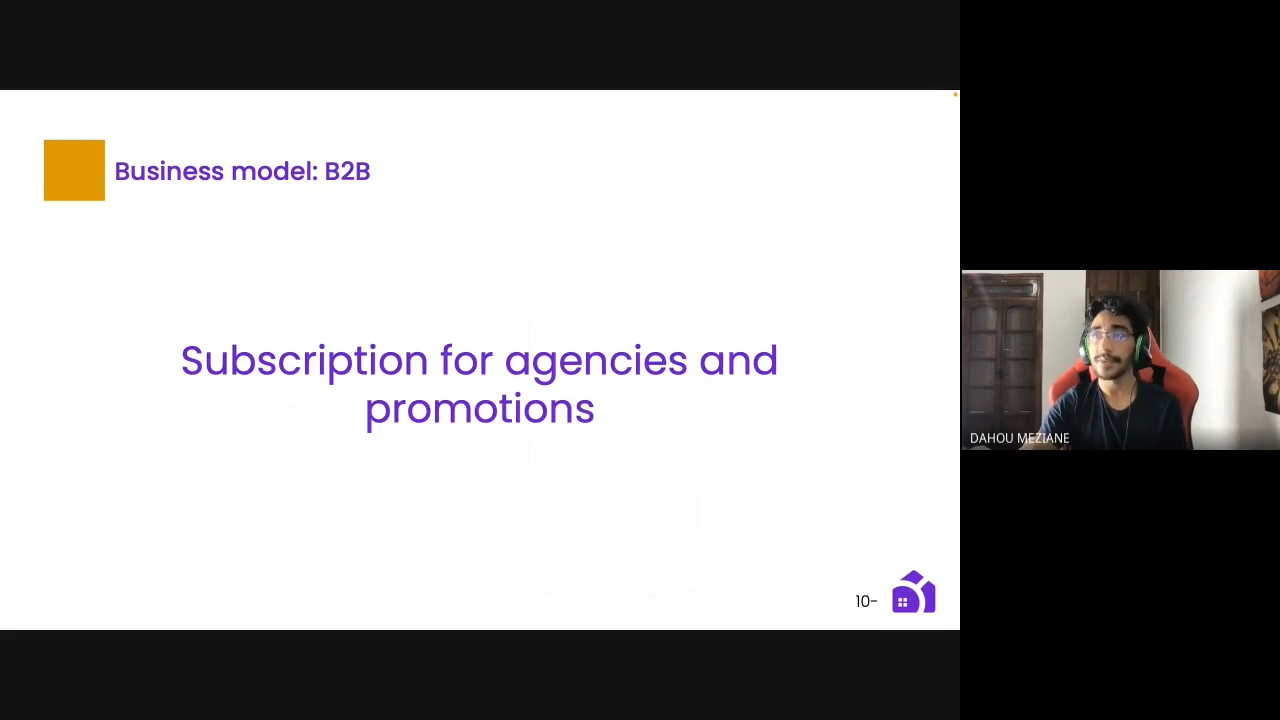 Business model: B2B
Subscription for agencies and
promotions
10-
DAHOU MEZIANE